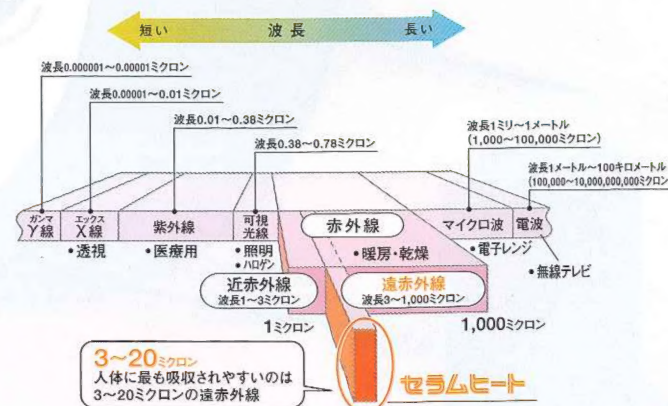 短い 波長 長い
波長0.000001〜0.00001ミクロン
波長0.00001〜0.01ミクロン
波長0.01〜0.38ミクロン
波長0.38〜0.78ミクロン
波長1ミリ〜1メートル
(1,000〜100,000ミクロン)
波長1メートル〜100キロメートル
(100,000〜10,000,000,000ミクロン
ガンマ
γ線
エックス
X線
紫外線
可視
光線
赤外線
マイクロ波
電波
•透視
•医療用
•照明
•ハロゲン
•暖房・乾燥
•電子レンジ
•無線テレビ
近赤外線
波長1〜3ミクロン
遠赤外線
波長3〜1,000ミクロン
1ミクロン
1,000ミクロン
3〜20ミクロン
人体に最も吸収されやすいのは
3〜20ミクロンの遠赤外線
セラムヒート